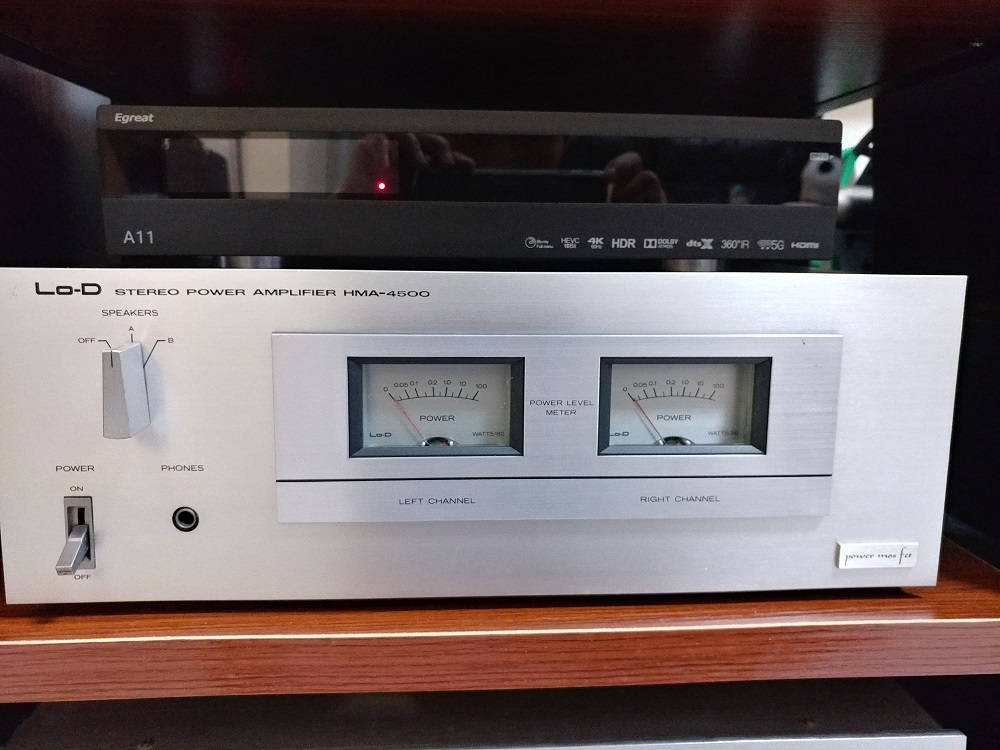 Egreat
A11
HEVC
4K
HDR
DOLBY
dtsX
360°IR
5G
HDMI
Lo-D STEREO POWER AMPLIFIER HMA-4500
SPEAKERS
A
OFF
B
0 0.05 0.1 0.2 1.0 10 100
POWER
Lo-D
POWER LEVEL
METER
0 0.05 0.1 0.2 1.0 10 100
POWER
Lo-D
POWER
PHONES
ON
OFF
LEFT CHANNEL
RIGHT CHANNEL
power mos fet